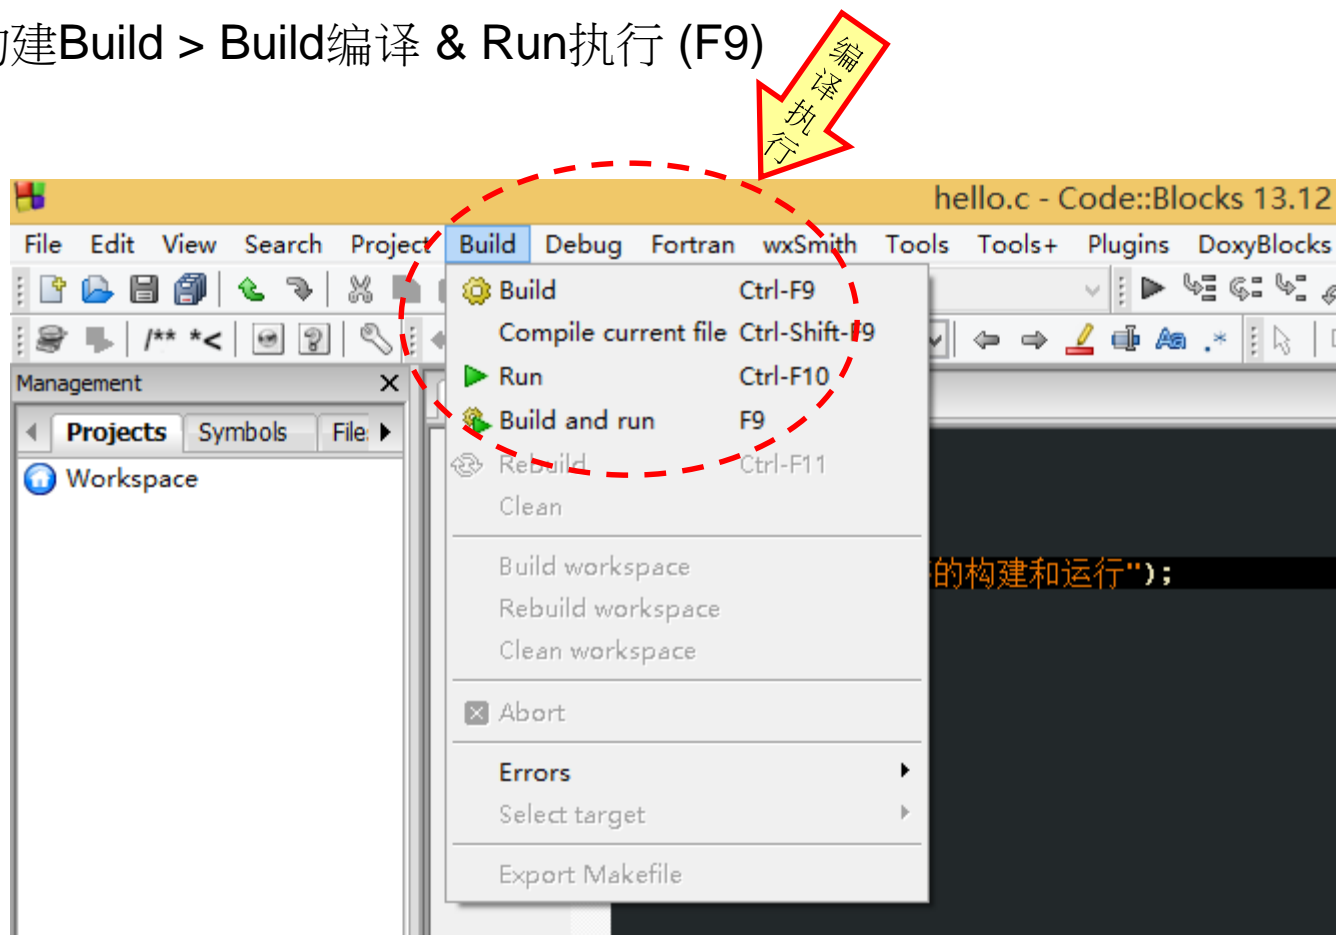 建Build > Build编译 & Run执行 (F9)
编译执行
hello.c - Code::Blocks 13.12
File Edit View Search Project Build Debug Fortran wxSmith Tools Tools+ Plugins DoxyBlocks
Build Ctrl-F9
Compile current file Ctrl-Shift-F9
/** *<
Run Ctrl-F10
Management
Build and run F9
Projects Symbols File
Rebuild Ctrl-F11
Workspace
Clean
Build workspace
的构建和运行");
Rebuild workspace
Clean workspace
Abort
Errors
Select target
Export Makefile